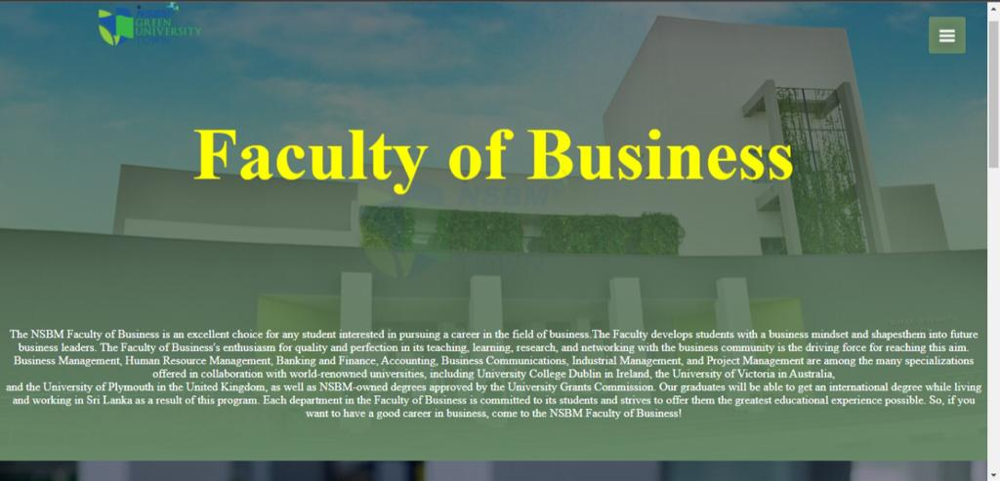 NSBM
GREEN
UNIVERSITY
TOWN
Faculty of Business
NSBM
The NSBM Faculty of Business is an excellent choice for any student interested in pursuing a career in the field of business.The Faculty develops students with a business mindset and shapesthem into future
business leaders. The Faculty of Business's enthusiasm for quality and perfection in its teaching, learning, research, and networking with the business community is the driving force for reaching this aim.
Business Management, Human Resource Management, Banking and Finance, Accounting, Business Communications, Industrial Management, and Project Management are among the many specializations
offered in collaboration with world-renowned universities, including University College Dublin in Ireland, the University of Victoria in Australia,
and the University of Plymouth in the United Kingdom, as well as NSBM-owned degrees approved by the University Grants Commission. Our graduates will be able to get an international degree while living
and working in Sri Lanka as a result of this program. Each department in the Faculty of Business is committed to its students and strives to offer them the greatest educational experience possible. So, if you
want to have a good career in business, come to the NSBM Faculty of Business!